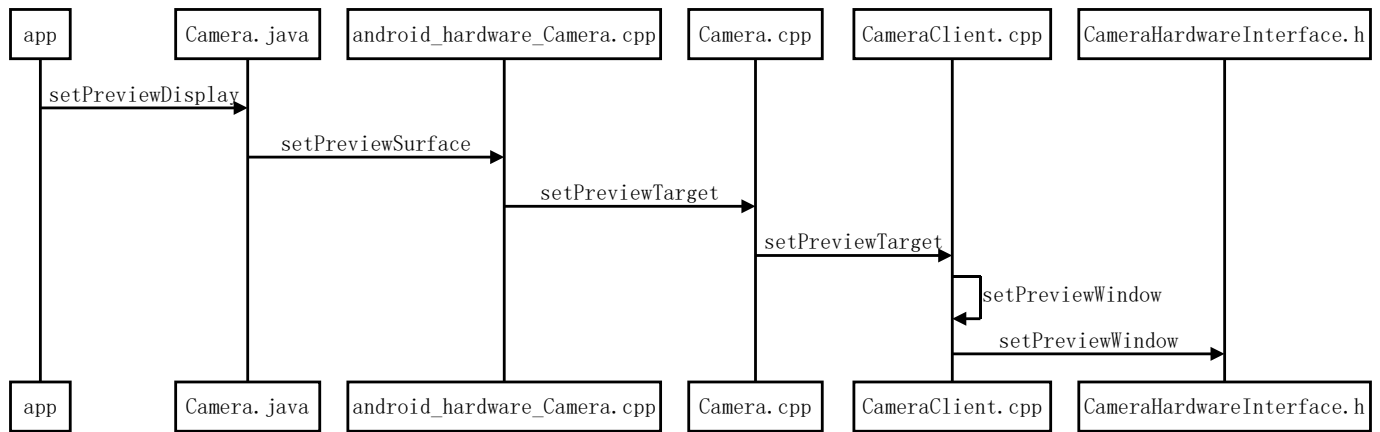 app Camera.java android_hardware_Camera.cpp Camera.cpp CameraClient.cpp CameraHardwareInterface.h
setPreviewDisplay
setPreviewSurface
setPreviewTarget
setPreviewTarget
setPreviewWindow
setPreviewWindow
app Camera.java android_hardware_Camera.cpp Camera.cpp CameraClient.cpp CameraHardwareInterface.h